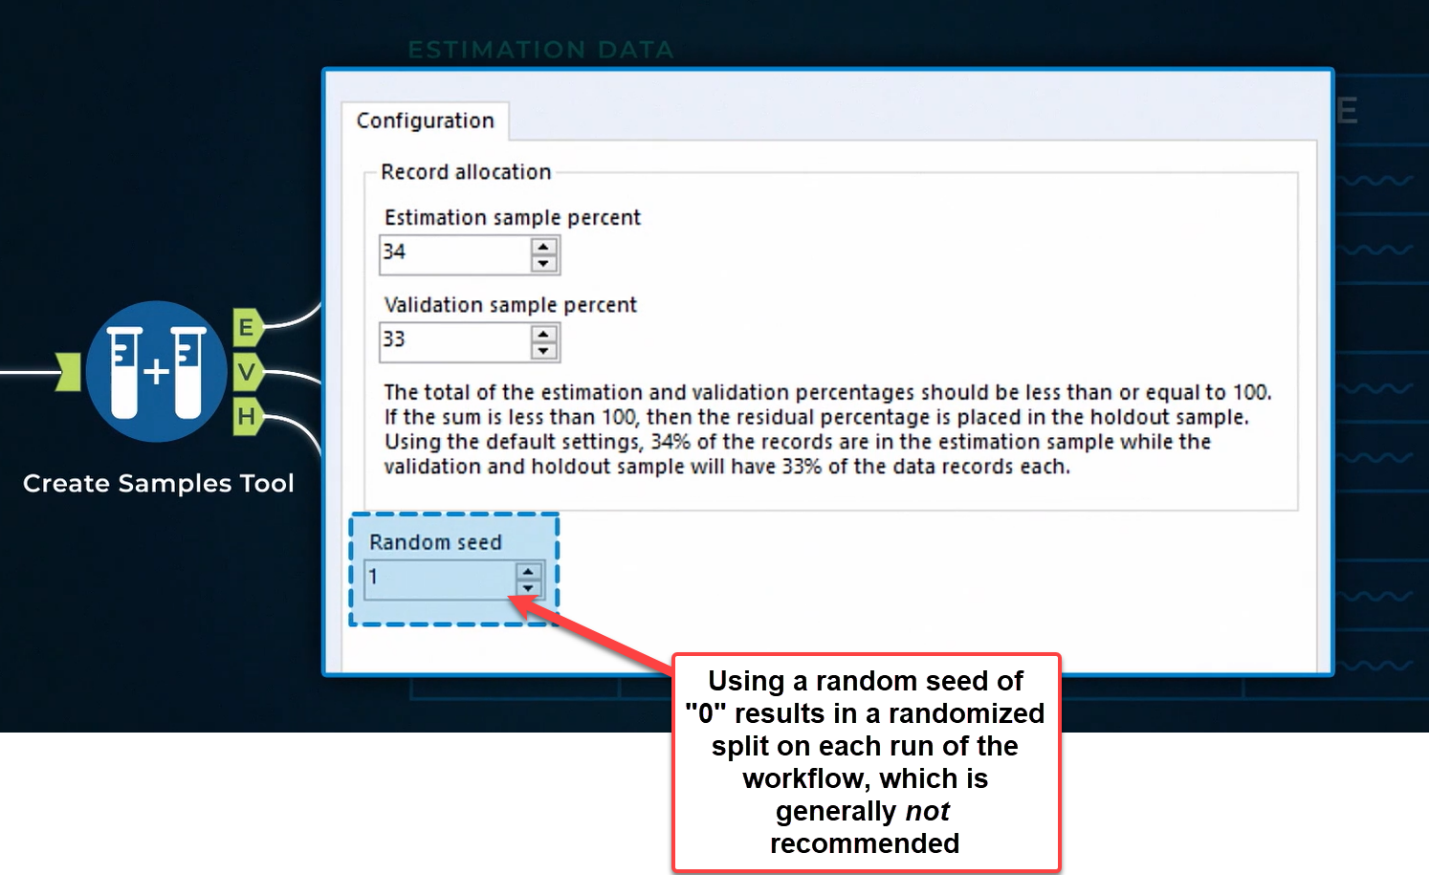 ESTIMATION DATA
E
Configuration
Record allocation
Estimation sample percent
34
Validation sample percent
33
The total of the estimation and validation percentages should be less than or equal to 100.
If the sum is less than 100, then the residual percentage is placed in the holdout sample.
Using the default settings, 34% of the records are in the estimation sample while the
validation and holdout sample will have 33% of the data records each.
E
V
H
Create Samples Tool
Random seed
1
Using a random seed of
"0" results in a randomized
split on each run of the
workflow, which is
generally not
recommended